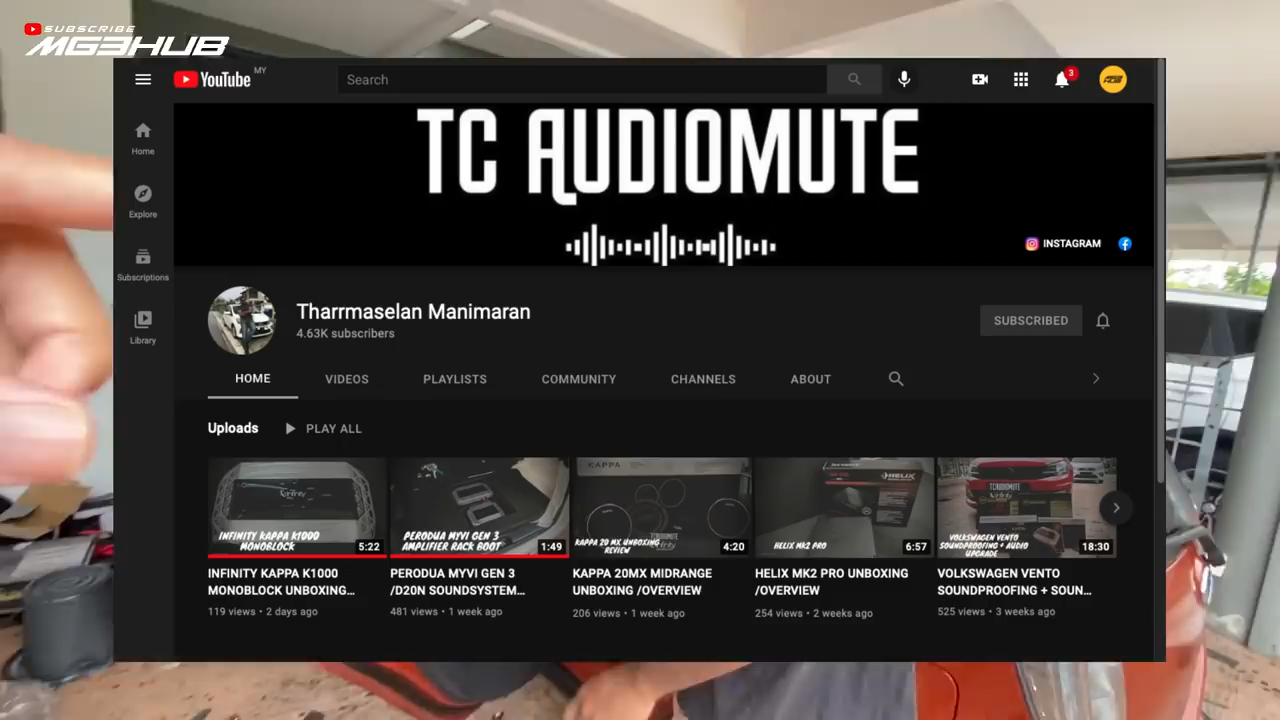 SUBSCRIBE
MG3HUB
YouTube MY
Search
3
TC AUDIOMUTE
INSTAGRAM
Home
Explore
Subscriptions
Library
Tharrmaselan Manimaran
4.63K subscribers
SUBSCRIBED
HOME VIDEOS PLAYLISTS COMMUNITY CHANNELS ABOUT
Uploads PLAY ALL
INFINITY KAPPA K1000
MONOBLOCK
5:22
PERODUA MYVI GEN 3
AMPLIFIER RACK BOOT
1:49
KAPPA
KAPPA 20 MX UNBOXING
REVIEW
4:20
HELIX
HELIX MK2 PRO
6:57
TCAUDIOMUTE
Infinity
VOLKSWAGEN VENTO
SOUNDPROOFING + AUDIO
UPGRADE
18:30
INFINITY KAPPA K1000
MONOBLOCK UNBOXING...
119 views • 2 days ago
PERODUA MYVI GEN 3
/D20N SOUNDSYSTEM...
481 views • 1 week ago
KAPPA 20MX MIDRANGE
UNBOXING /OVERVIEW
206 views • 1 week ago
HELIX MK2 PRO UNBOXING
/OVERVIEW
254 views • 2 weeks ago
VOLKSWAGEN VENTO
SOUNDPROOFING + SOUN...
525 views • 3 weeks ago